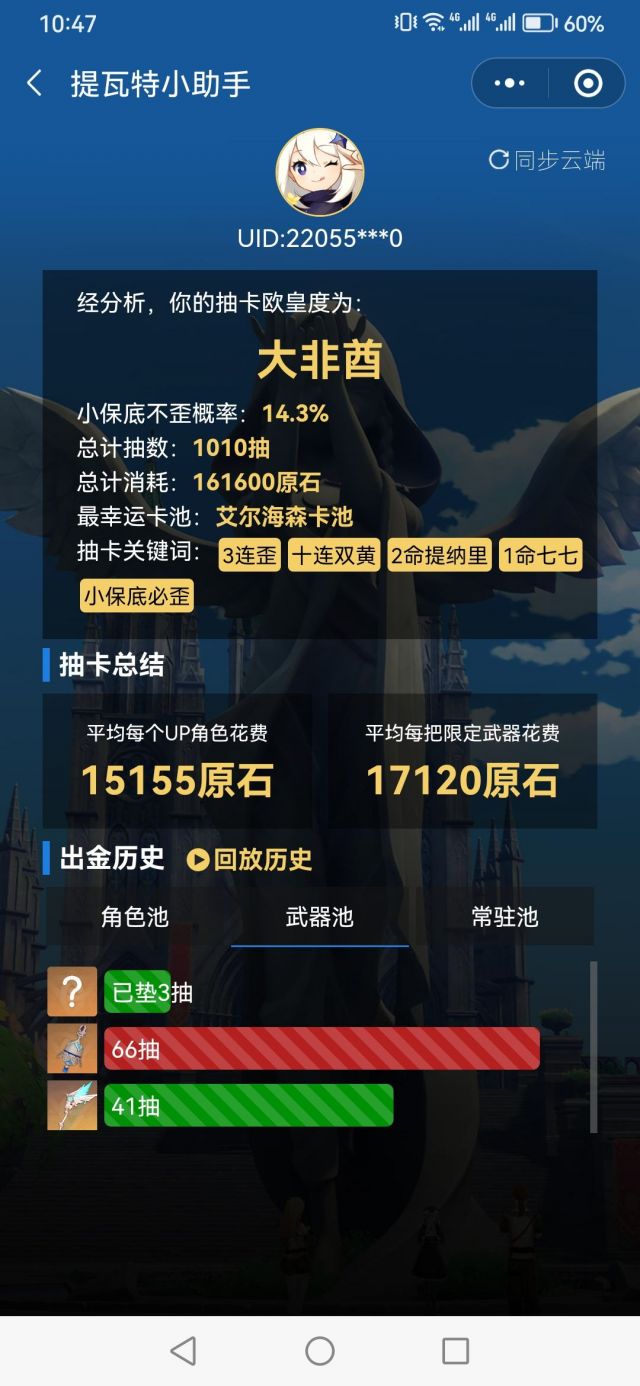 10:47
4G 4G 60%
提瓦特小助手
同步云端
UID:22055***0
经分析，你的抽卡欧皇度为：
大非酋
小保底不歪概率：14.3%
总计抽数：1010抽
总计消耗：161600原石
最幸运卡池：艾尔海森卡池
抽卡关键词：3连歪 十连双黄 2命提纳里 1命七七
小保底必歪
抽卡总结
平均每个UP角色花费 平均每把限定武器花费
15155原石 17120原石
出金历史 回放历史
角色池 武器池 常驻池
? 已垫3抽
66抽
41抽